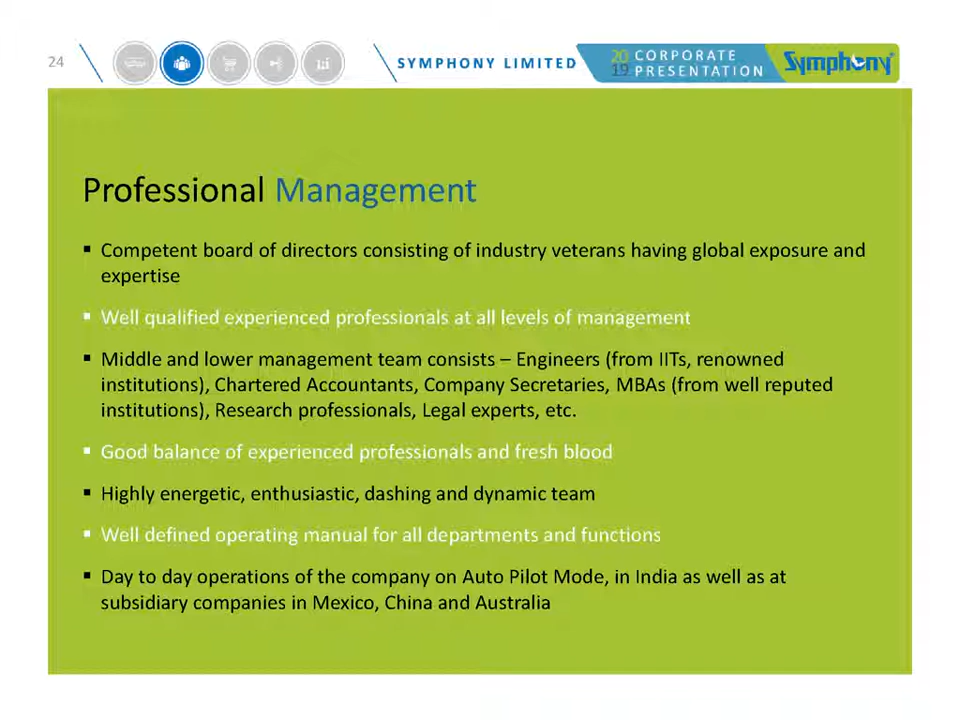 24
SYMPHONY LIMITED
2019 CORPORATE PRESENTATION
Symphony
Professional Management
▪ Competent board of directors consisting of industry veterans having global exposure and
expertise
▪ Well qualified experienced professionals at all levels of management
▪ Middle and lower management team consists – Engineers (from IITs, renowned
institutions), Chartered Accountants, Company Secretaries, MBAs (from well reputed
institutions), Research professionals, Legal experts, etc.
▪ Good balance of experienced professionals and fresh blood
▪ Highly energetic, enthusiastic, dashing and dynamic team
▪ Well defined operating manual for all departments and functions
▪ Day to day operations of the company on Auto Pilot Mode, in India as well as at
subsidiary companies in Mexico, China and Australia